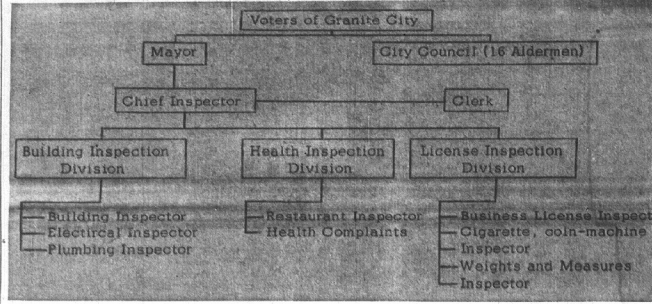 Voters of Granite City
Mayor
City Council (16 Aldermen)
Chief Inspector
Clerk
Building Inspection
Division
Health Inspection
Division
License Inspection
Division
Building Inspector
Electircal Inspector
Plumbing Inspector
Restaurant Inspector
Health Complaints
Business License Inspect
Cigarette, coin-machine
Inspector
Weights and Measures
Inspector